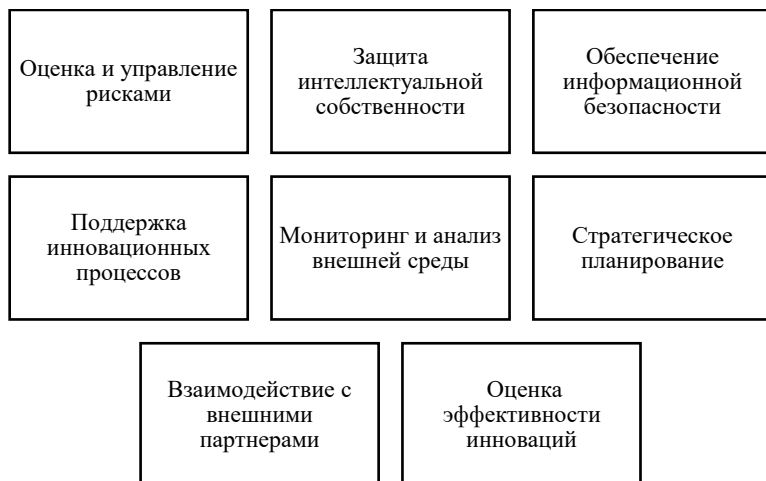 Оценка и управление
рисками
Защита
интеллектуальной
собственности
Обеспечение
информационной
безопасности
Поддержка
инновационных
процессов
Мониторинг и анализ
внешней среды
Стратегическое
планирование
Взаимодействие с
внешними
партнерами
Оценка
эффективности
инноваций